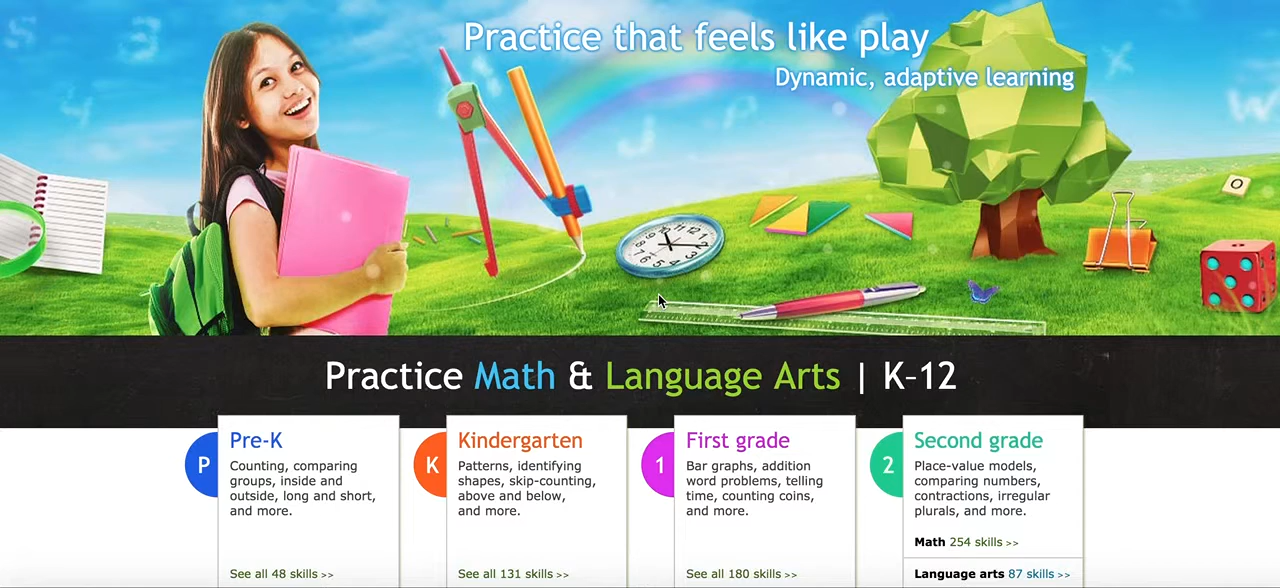 Practice that feels like play
Dynamic, adaptive learning
5
3
4
J
P
X
W
O
Practice Math & Language Arts | K-12
P
Pre-K
Counting, comparing
groups, inside and
outside, long and short,
and more.
See all 48 skills >>
K
Kindergarten
Patterns, identifying
shapes, skip-counting,
above and below,
and more.
See all 131 skills >>
1
First grade
Bar graphs, addition
word problems, telling
time, counting coins,
and more.
See all 180 skills >>
2
Second grade
Place-value models,
comparing numbers,
contractions, irregular
plurals, and more.
Math 254 skills >>
Language arts 87 skills >>